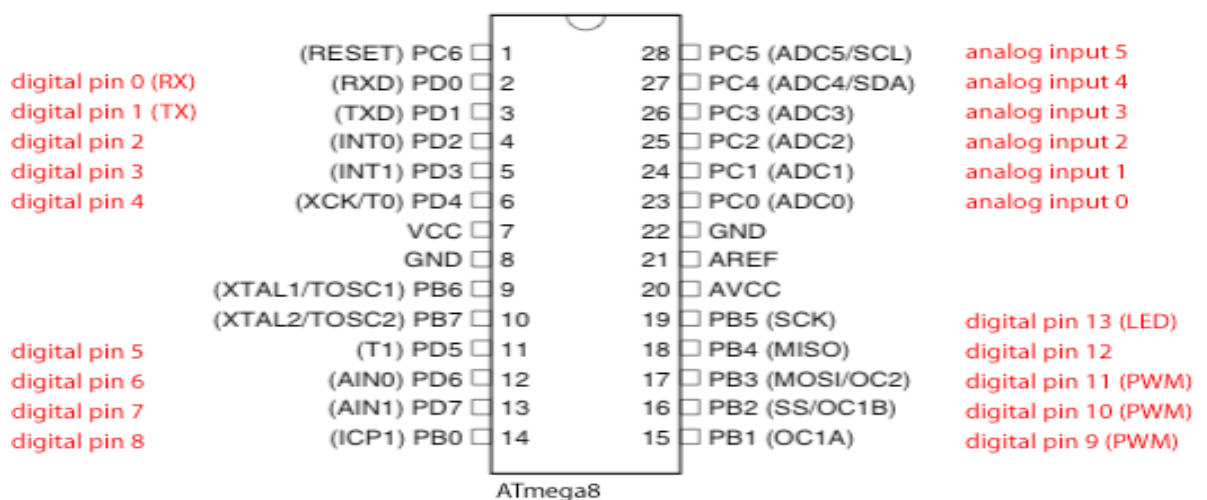 (RESET) PC6 1 28 PC5 (ADC5/SCL) analog input 5
digital pin 0 (RX) (RXD) PD0 2 27 PC4 (ADC4/SDA) analog input 4
digital pin 1 (TX) (TXD) PD1 3 26 PC3 (ADC3) analog input 3
digital pin 2 (INT0) PD2 4 25 PC2 (ADC2) analog input 2
digital pin 3 (INT1) PD3 5 24 PC1 (ADC1) analog input 1
digital pin 4 (XCK/T0) PD4 6 23 PC0 (ADC0) analog input 0
VCC 7 22 GND
GND 8 21 AREF
(XTAL1/TOSC1) PB6 9 20 AVCC
(XTAL2/TOSC2) PB7 10 19 PB5 (SCK) digital pin 13 (LED)
digital pin 5 (T1) PD5 11 18 PB4 (MISO) digital pin 12
digital pin 6 (AIN0) PD6 12 17 PB3 (MOSI/OC2) digital pin 11 (PWM)
digital pin 7 (AIN1) PD7 13 16 PB2 (SS/OC1B) digital pin 10 (PWM)
digital pin 8 (ICP1) PB0 14 15 PB1 (OC1A) digital pin 9 (PWM)
ATmega8